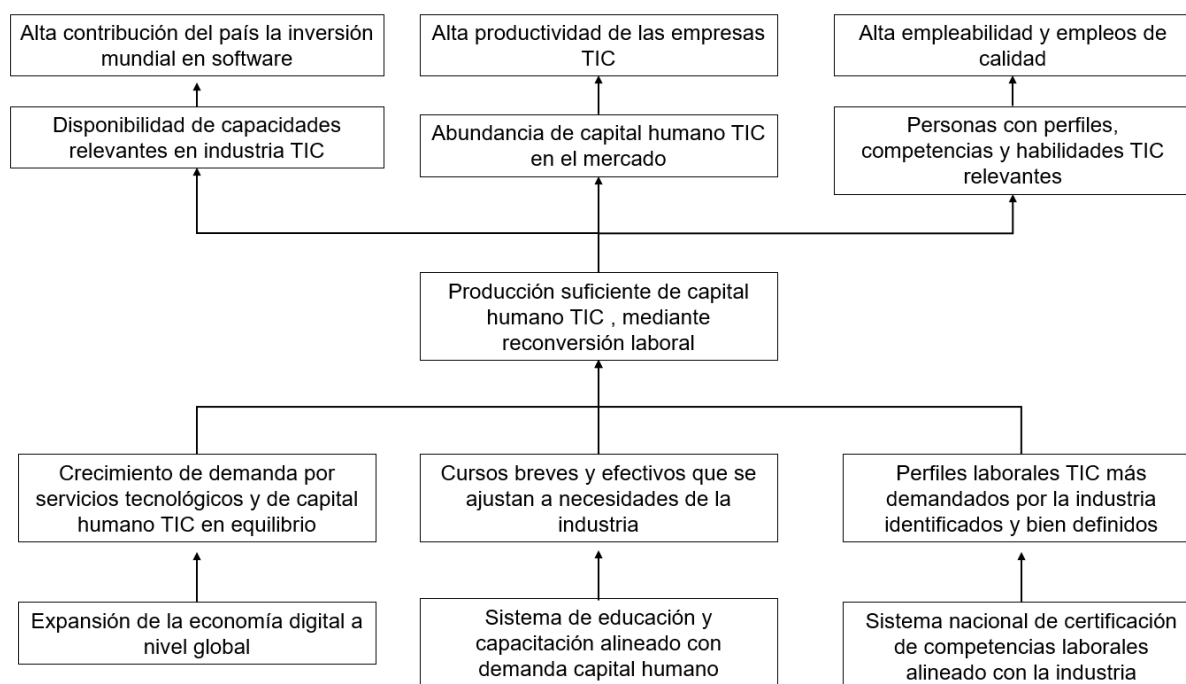 Alta contribución del país la inversión
mundial en software
Alta productividad de las empresas
TIC
Alta empleabilidad y empleos de
calidad
Disponibilidad de capacidades
relevantes en industria TIC
Abundancia de capital humano TIC
en el mercado
Personas con perfiles,
competencias y habilidades TIC
relevantes
Producción suficiente de capital
humano TIC , mediante
reconversión laboral
Crecimiento de demanda por
servicios tecnológicos y de capital
humano TIC en equilibrio
Cursos breves y efectivos que se
ajustan a necesidades de la
industria
Perfiles laborales TIC más
demandados por la industria
identificados y bien definidos
Expansión de la economía digital a
nivel global
Sistema de educación y
capacitación alineado con
demanda capital humano
Sistema nacional de certificación
de competencias laborales
alineado con la industria